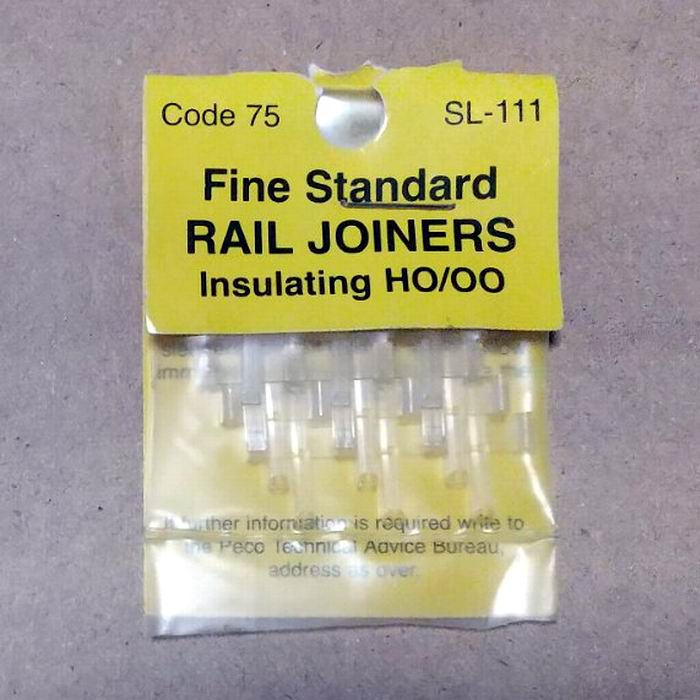 Code 75 SL-111
Fine Standard
RAIL JOINERS
Insulating HO/OO
further information is required write to
the Peco Technical Advice Bureau,
address as over.